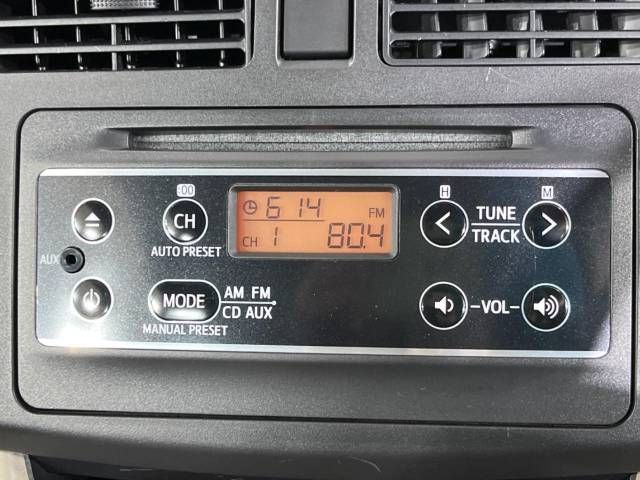 :00
H
M
6 14
FM
CH 1 80.4
CH
AUTO PRESET
<
TUNE
TRACK
>
AUX
MODE
AM FM
CD AUX
MANUAL PRESET
-VOL-